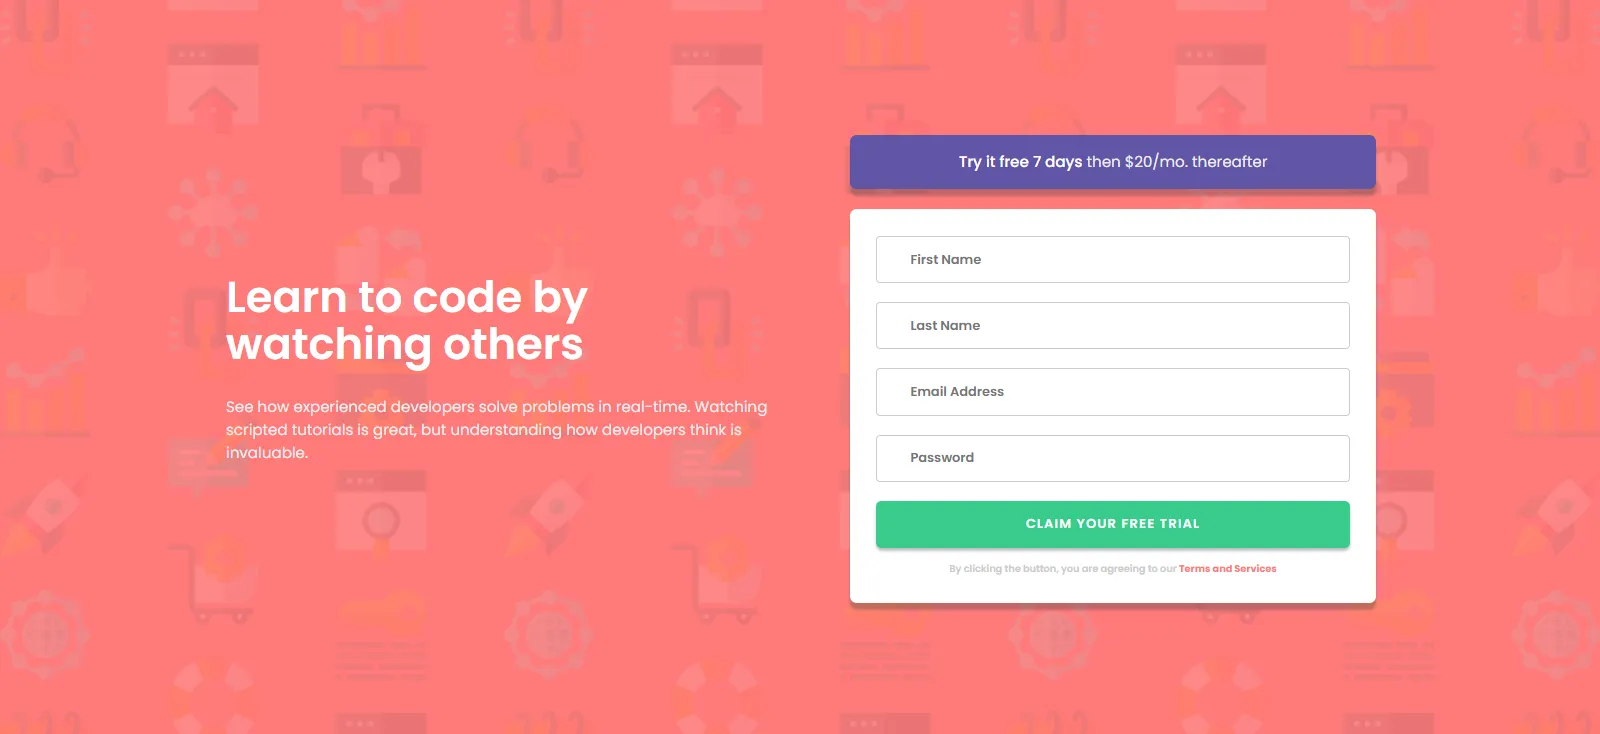 Learn to code by
watching others
See how experienced developers solve problems in real-time. Watching
scripted tutorials is great, but understanding how developers think is
invaluable.
Try it free 7 days then $20/mo. thereafter
First Name
Last Name
Email Address
Password
CLAIM YOUR FREE TRIAL
By clicking the button, you are agreeing to our Terms and Services